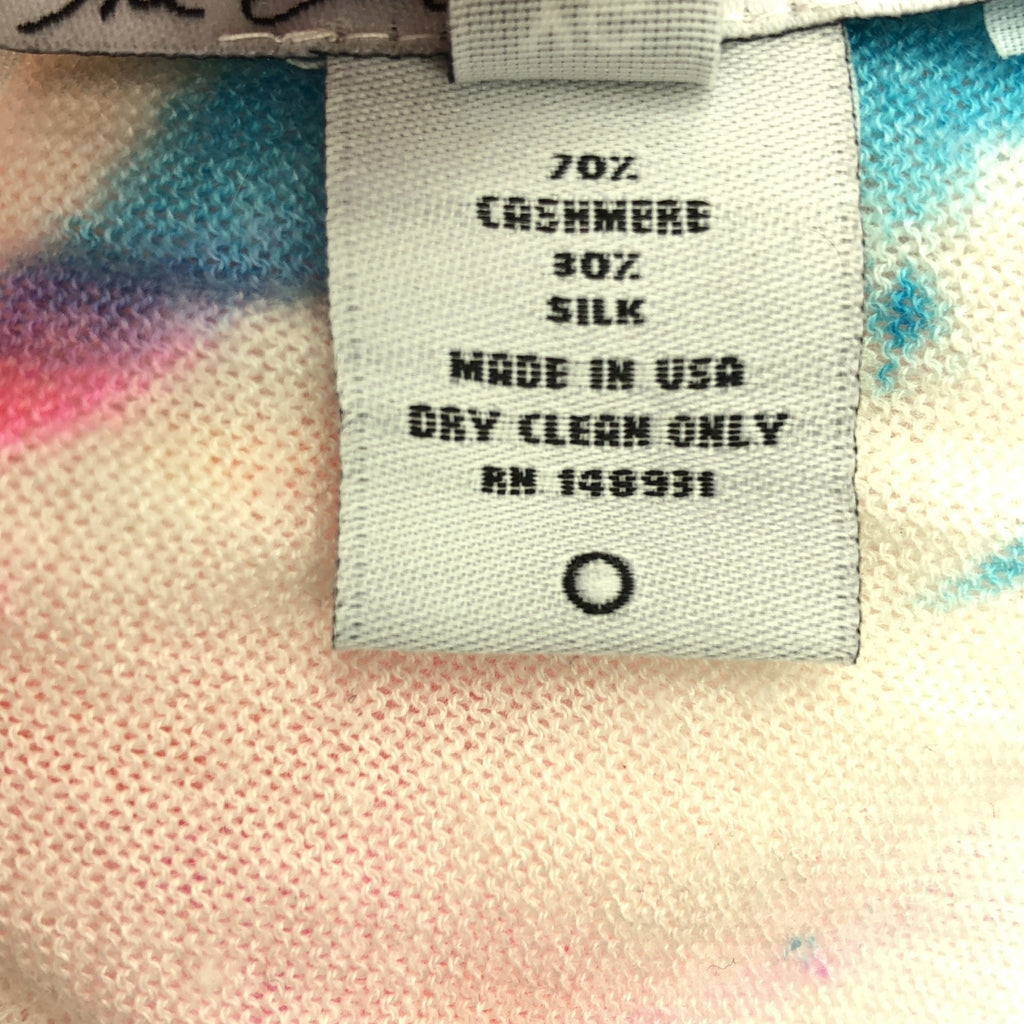 70%
CASHMERE
30%
SILK
MADE IN USA
DRY CLEAN ONLY
RN 148931